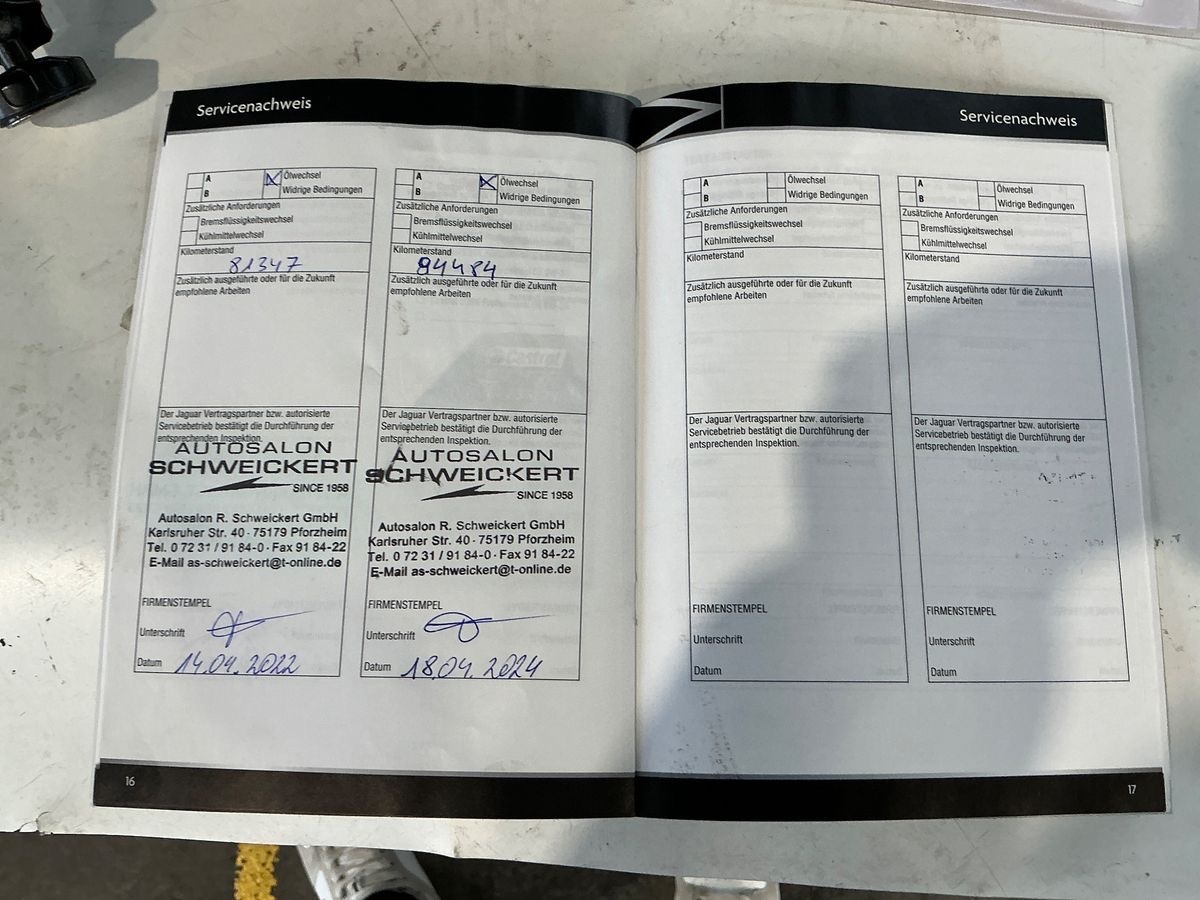 Servicenachweis
A
Ölwechsel
B
Widrige Bedingungen
Zusätzliche Anforderungen
Bremsflüssigkeitswechsel
Kühlmittelwechsel
Kilometerstand
81347
Zusätzlich ausgeführte oder für die Zukunft
empfohlene Arbeiten
Der Jaguar Vertragspartner bzw. autorisierte
Servicebetrieb bestätigt die Durchführung der
entsprechenden Inspektion.
AUTOSALON
SCHWEICKERT
SINCE 1958
Autosalon R. Schweickert GmbH
Karlsruher Str. 40 · 75179 Pforzheim
Tel. 0 72 31 / 91 84-0 · Fax 91 84-22
E-Mail as-schweickert@t-online.de
FIRMENSTEMPEL
Unterschrift
Datum 14.04.2022
A
Ölwechsel
B
Widrige Bedingungen
Zusätzliche Anforderungen
Bremsflüssigkeitswechsel
Kühlmittelwechsel
Kilometerstand
94484
Zusätzlich ausgeführte oder für die Zukunft
empfohlene Arbeiten
Der Jaguar Vertragspartner bzw. autorisierte
Servicebetrieb bestätigt die Durchführung der
entsprechenden Inspektion.
AUTOSALON
SCHWEICKERT
SINCE 1958
Autosalon R. Schweickert GmbH
Karlsruher Str. 40 · 75179 Pforzheim
Tel. 0 72 31 / 91 84-0 · Fax 91 84-22
E-Mail as-schweickert@t-online.de
FIRMENSTEMPEL
Unterschrift
Datum 18.04.2024
16
Servicenachweis
A
Ölwechsel
B
Widrige Bedingungen
Zusätzliche Anforderungen
Bremsflüssigkeitswechsel
Kühlmittelwechsel
Kilometerstand
Zusätzlich ausgeführte oder für die Zukunft
empfohlene Arbeiten
Der Jaguar Vertragspartner bzw. autorisierte
Servicebetrieb bestätigt die Durchführung der
entsprechenden Inspektion.
FIRMENSTEMPEL
Unterschrift
Datum
A
Ölwechsel
B
Widrige Bedingungen
Zusätzliche Anforderungen
Bremsflüssigkeitswechsel
Kühlmittelwechsel
Kilometerstand
Zusätzlich ausgeführte oder für die Zukunft
empfohlene Arbeiten
Der Jaguar Vertragspartner bzw. autorisierte
Servicebetrieb bestätigt die Durchführung der
entsprechenden Inspektion.
FIRMENSTEMPEL
Unterschrift
Datum
17